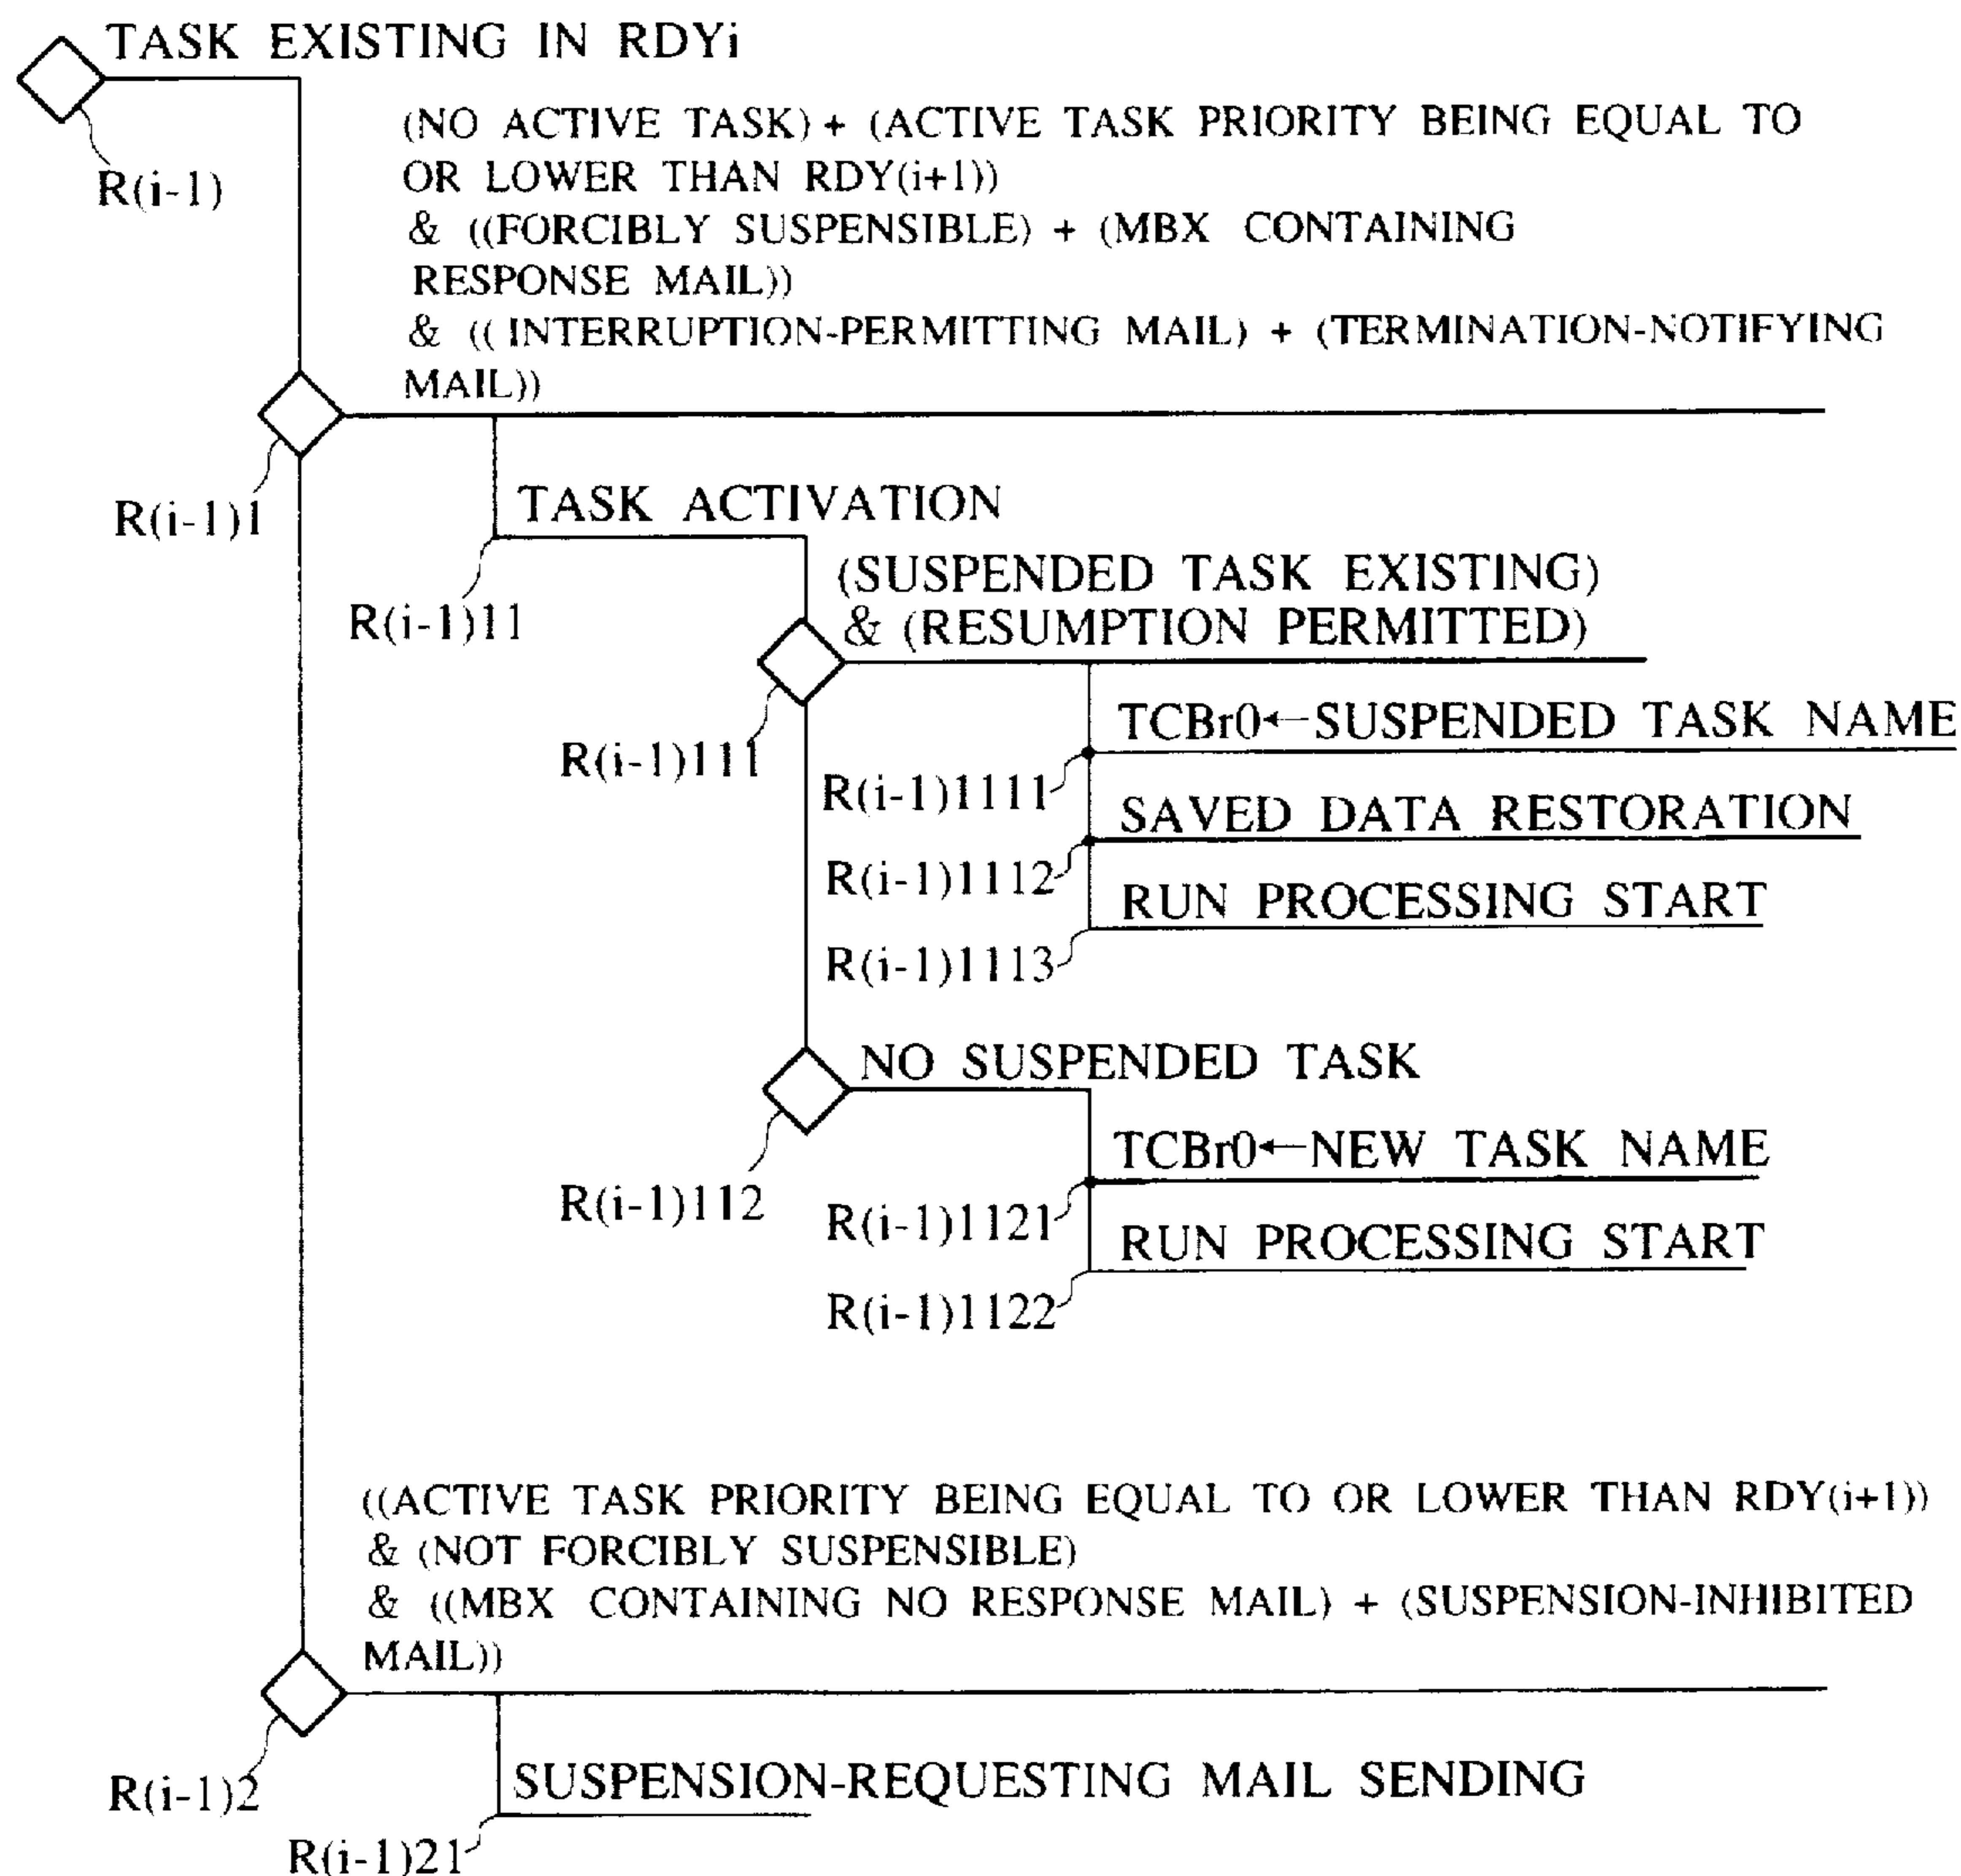 TASK EXISTING IN RDYi
R(i-1)
(NO ACTIVE TASK) + (ACTIVE TASK PRIORITY BEING EQUAL TO
OR LOWER THAN RDY(i+1))
& ((FORCIBLY SUSPENSIBLE) + (MBX CONTAINING
RESPONSE MAIL))
& (( INTERRUPTION-PERMITTING MAIL) + (TERMINATION-NOTIFYING
MAIL))
R(i-1)1
TASK ACTIVATION
R(i-1)11
(SUSPENDED TASK EXISTING)
& (RESUMPTION PERMITTED)
R(i-1)111
TCBr0←SUSPENDED TASK NAME
R(i-1)1111
SAVED DATA RESTORATION
R(i-1)1112
RUN PROCESSING START
R(i-1)1113
NO SUSPENDED TASK
R(i-1)112
TCBr0←NEW TASK NAME
R(i-1)1121
RUN PROCESSING START
R(i-1)1122
((ACTIVE TASK PRIORITY BEING EQUAL TO OR LOWER THAN RDY(i+1))
& (NOT FORCIBLY SUSPENSIBLE)
& ((MBX CONTAINING NO RESPONSE MAIL) + (SUSPENSION-INHIBITED
MAIL))
R(i-1)2
SUSPENSION-REQUESTING MAIL SENDING
R(i-1)21